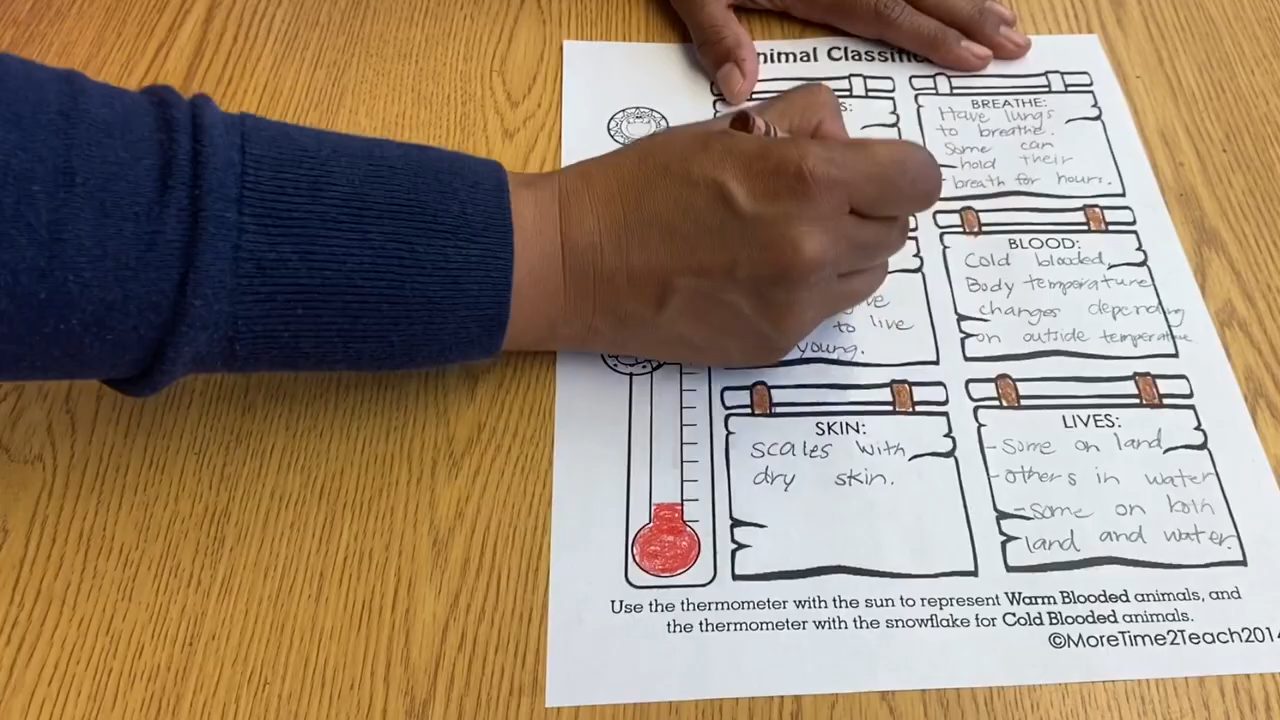 Animal Classific
S:
BREATHE:
Have lungs
to breathe.
Some can
hold their
breath for hours.
to live
young.
BLOOD:
Cold blooded.
Body temperature
changes depending
on outside temperature
SKIN:
scales with
dry skin.
LIVES:
- Some on land
- others in water
- some on both
land and water.
Use the thermometer with the sun to represent Warm Blooded animals, and
the thermometer with the snowflake for Cold Blooded animals.
©MoreTime2Teach2014